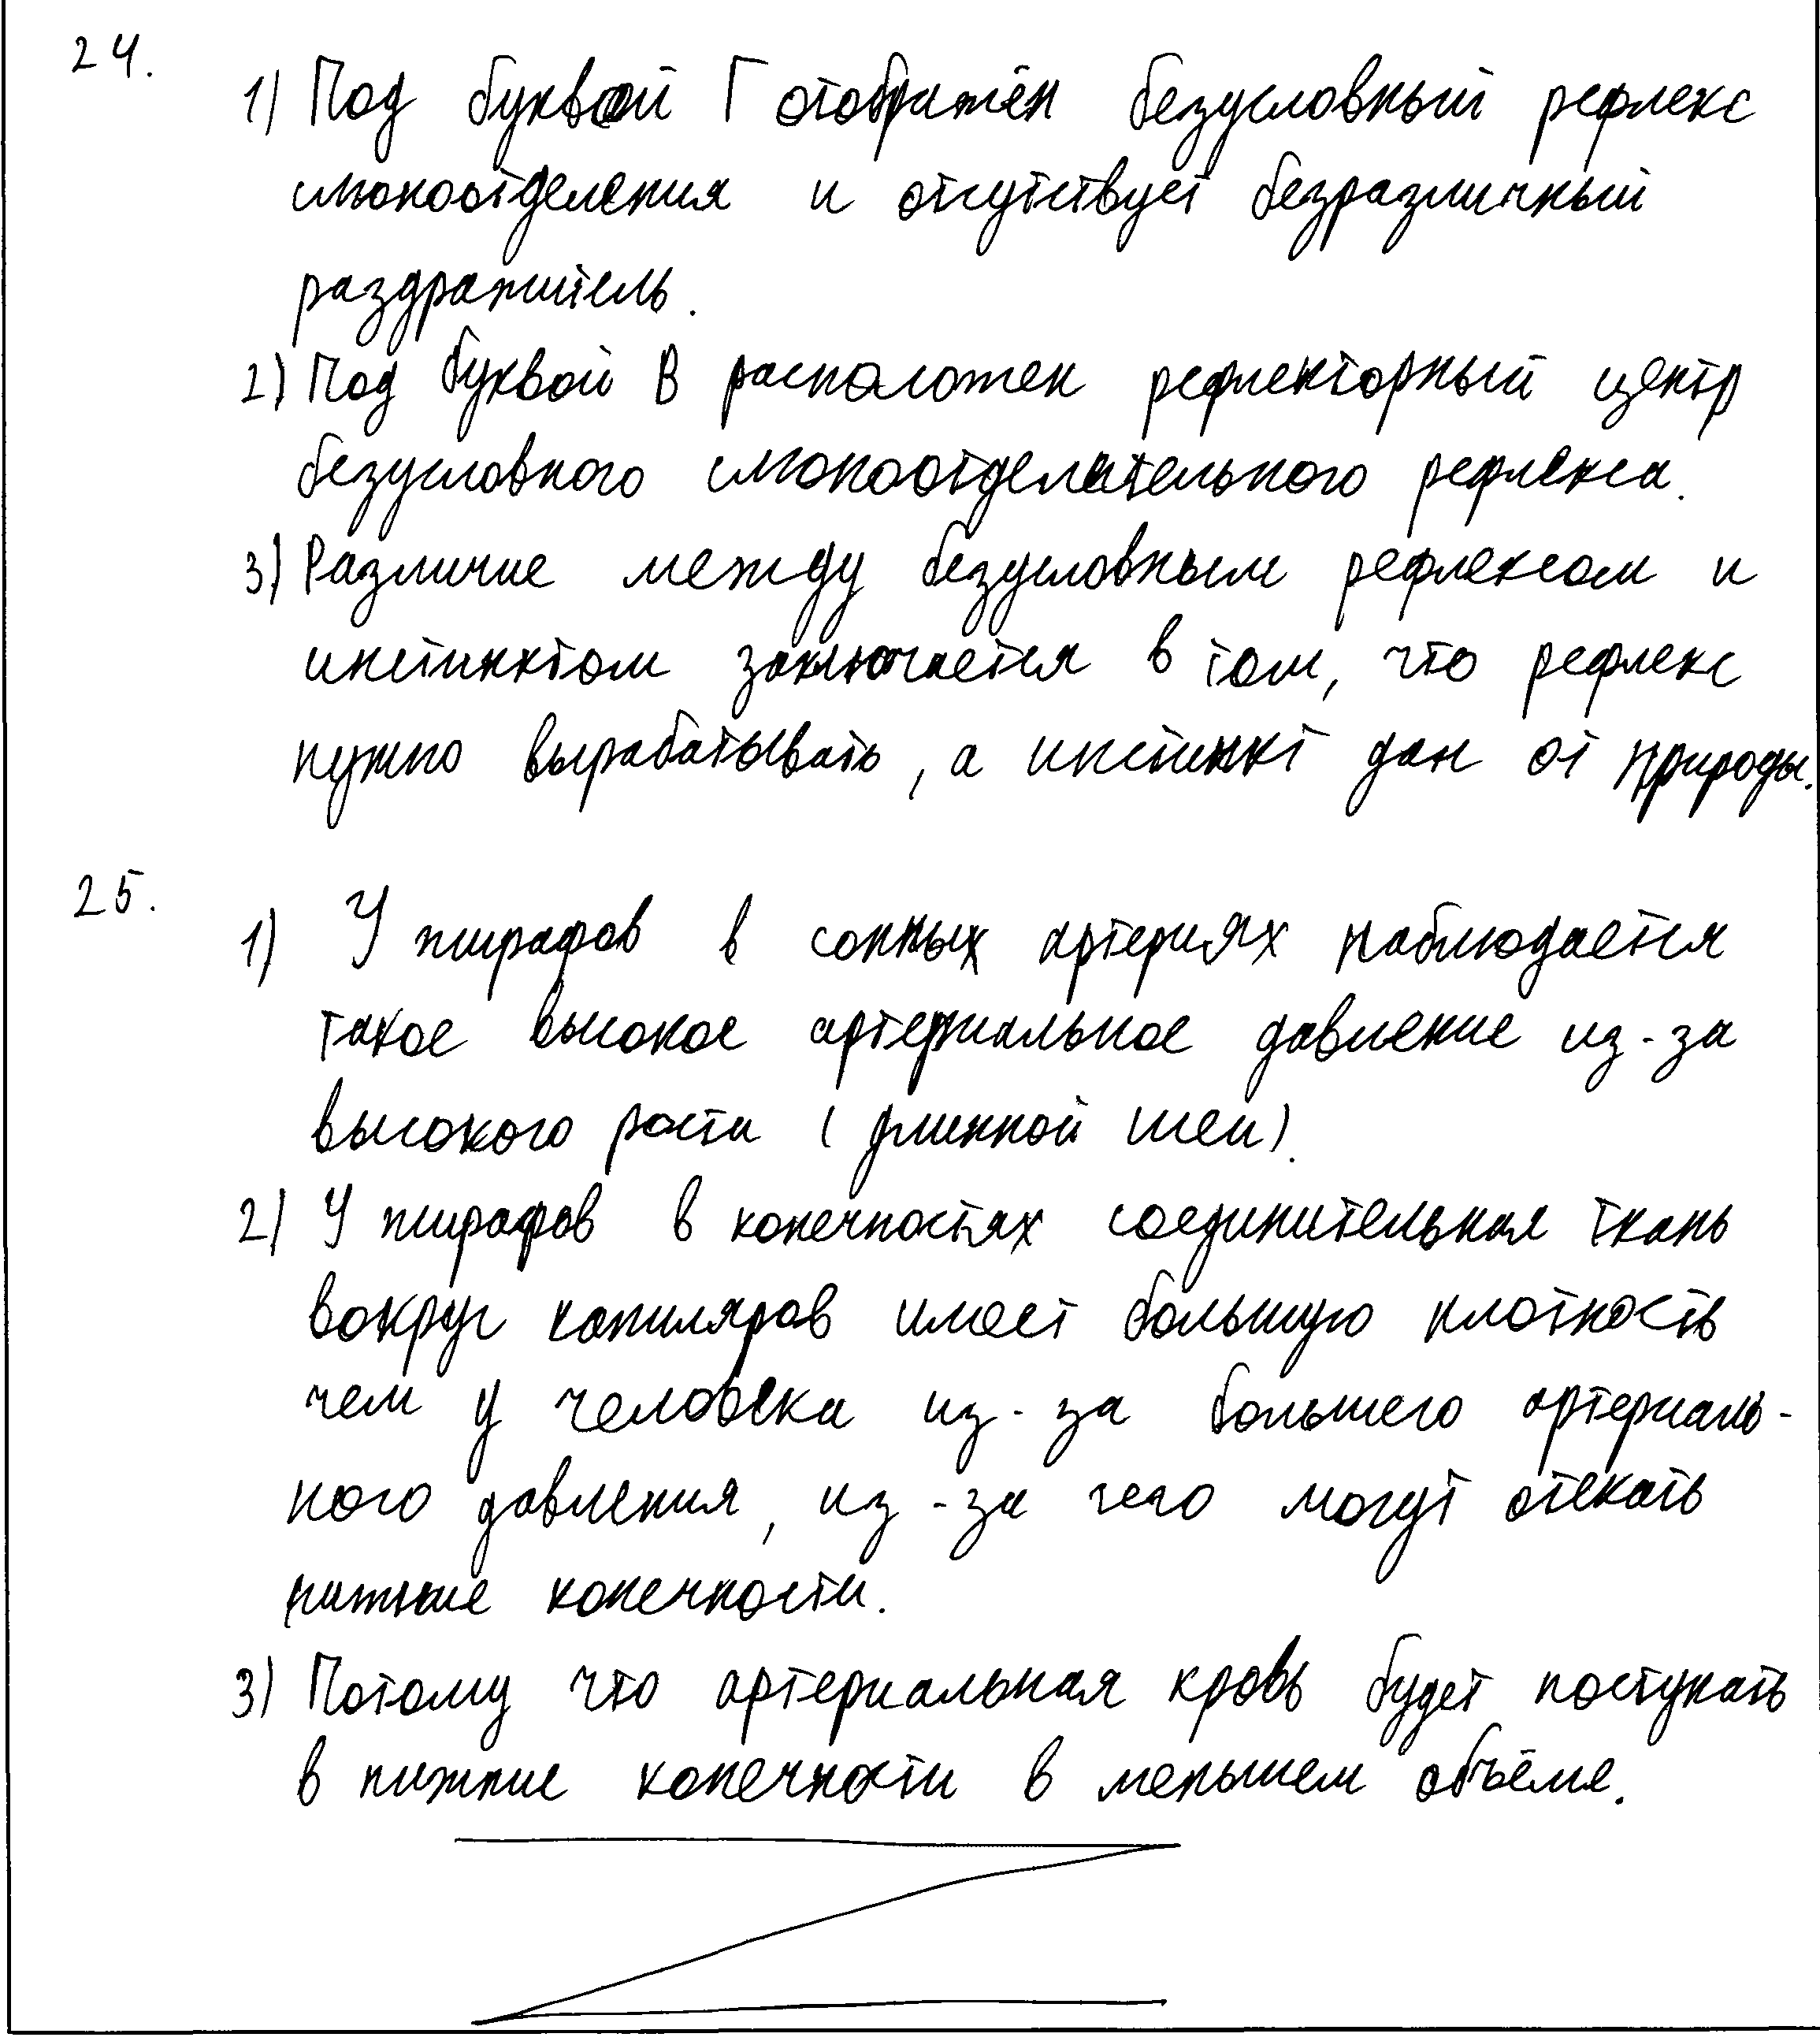 24.
1) Под буквой Г отображён безусловный рефлекс
слюноотделения и отсутствует безразличный
раздражитель.
2) Под буквой В расположен рефлекторный центр
безусловного слюноотделительного рефлекса.
3) Различие между безусловным рефлексом и
инстинктом заключается в том, что рефлекс
нужно вырабатывать, а инстинкт дан от природы.
25.
1) У жирафов в сонных артериях наблюдается
такое высокое артериальное давление из-за
высокого роста (длинной шеи).
2) У жирафов в конечностях соединительная ткань
вокруг капиляров имеет большую плотность
чем у человека из-за большего артериаль-
ного давления, из-за чего могут отекать
нижние конечности.
3) Потому что артериальная кровь будет поступать
в нижние конечности в меньшем объёме.